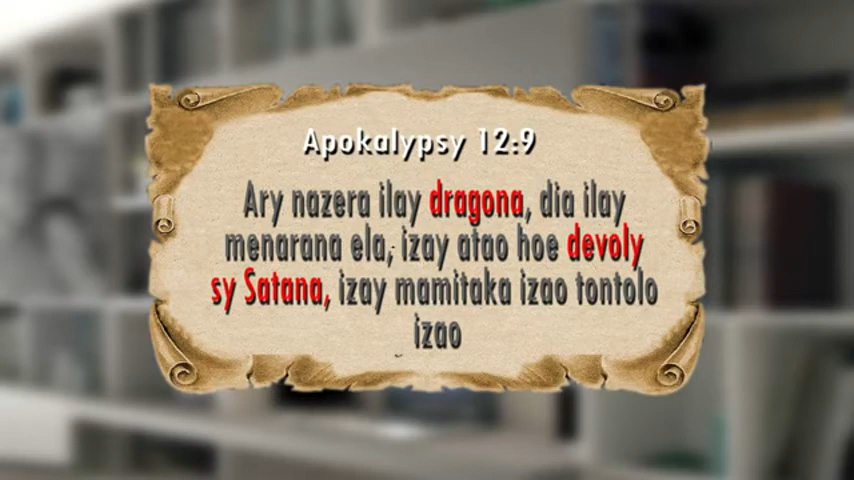 Apokalypsy 12:9
Ary nazera ilay dragona, dia ilay
menarana ela, izay atao hoe devoly
sy Satana, izay mamitaka izao tontolo
izao